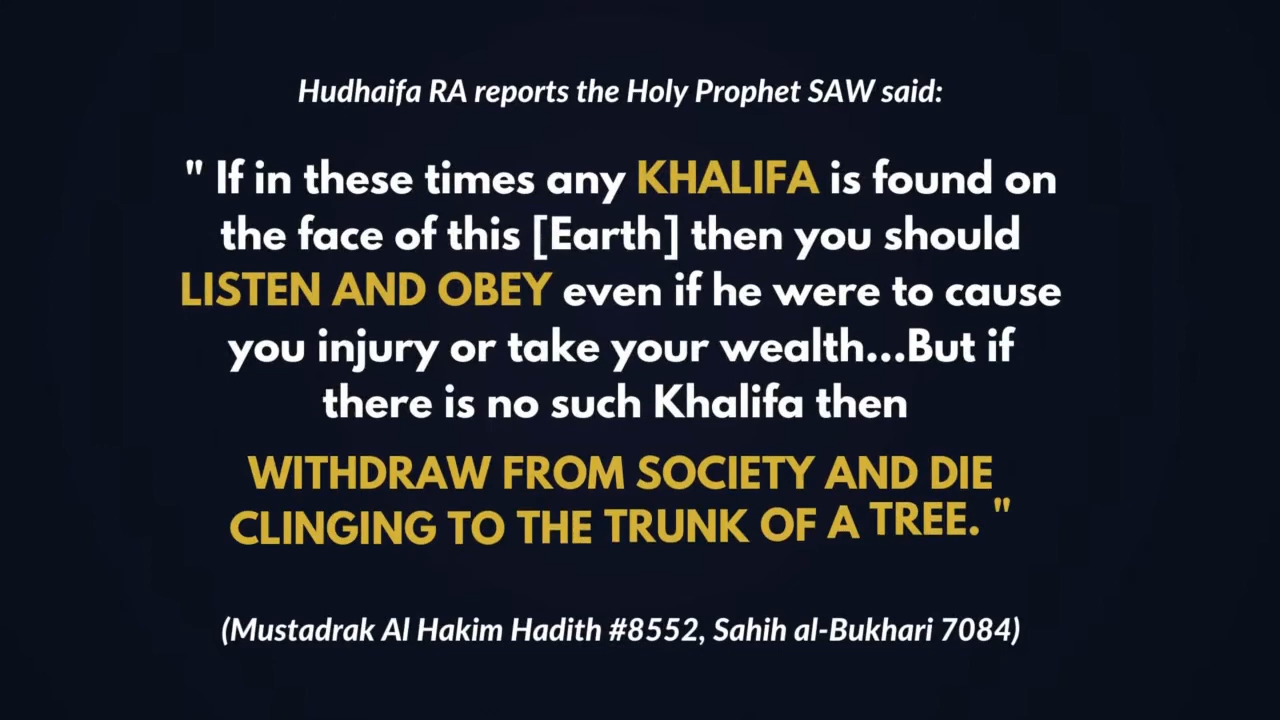 Hudhaifa RA reports the Holy Prophet SAW said:
" If in these times any KHALIFA is found on
the face of this [Earth] then you should
LISTEN AND OBEY even if he were to cause
you injury or take your wealth...But if
there is no such Khalifa then
WITHDRAW FROM SOCIETY AND DIE
CLINGING TO THE TRUNK OF A TREE. "
(Mustadrak Al Hakim Hadith #8552, Sahih al-Bukhari 7084)